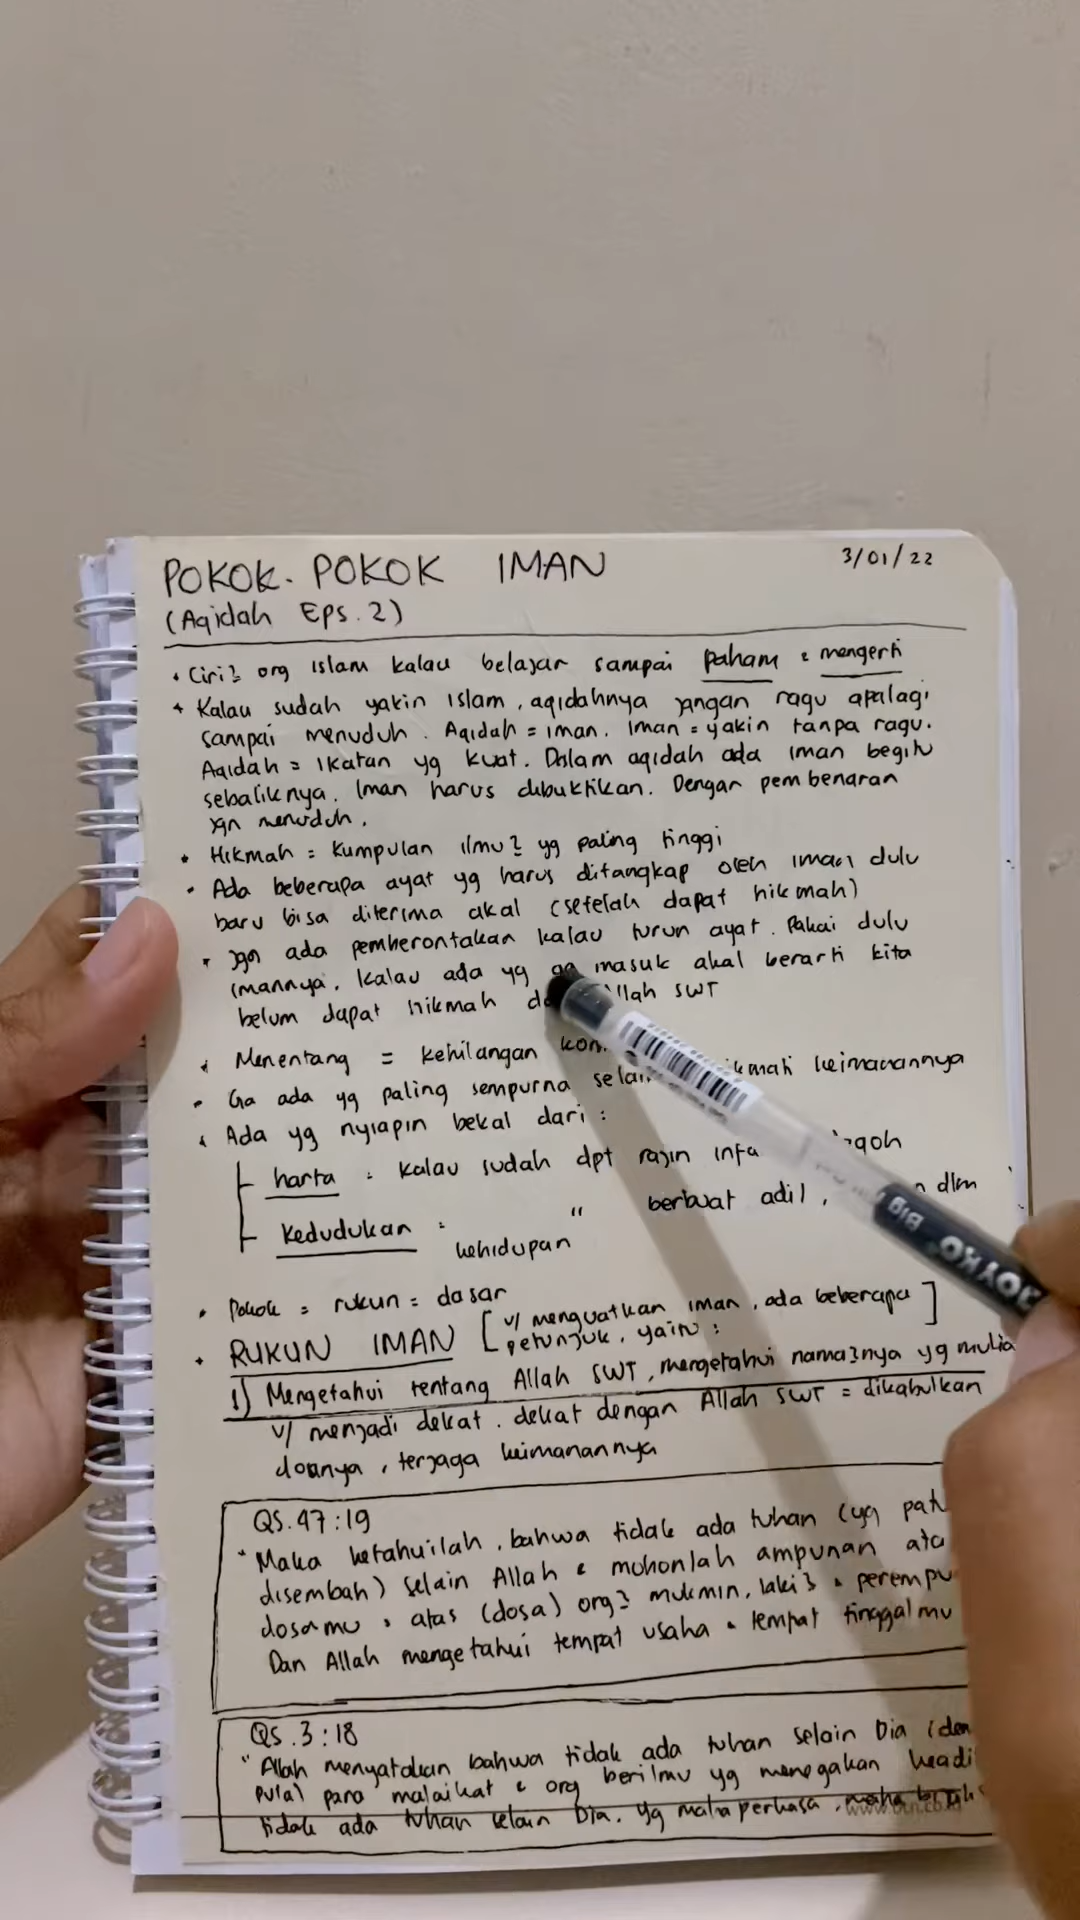 POKOK-POKOK IMAN 3/01/22
(Aqidah Eps. 2)
• Ciri2 org Islam kalau belajar sampai paham & mengerti
• Kalau sudah yakin Islam, aqidahnya jangan ragu apalagi
sampai menuduh. Aqidah = iman. Iman = yakin tanpa ragu.
Aqidah = Ikatan yg kuat. Dalam aqidah ada iman begitu
sebaliknya. Iman harus dibuktikan. Dengan pembenaran
jgn menuduh.
• Hikmah = Kumpulan ilmu2 yg paling tinggi
• Ada beberapa ayat yg harus ditangkap oleh iman dulu
baru bisa diterima akal (setelah dapat hikmah)
• Jgn ada pemberontakan kalau turun ayat. Pakai dulu
imannya. Kalau ada yg ga masuk akal berarti kita
belum dapat hikmah Allah SWT
• Menentang = kehilangan
• Ga ada yg paling sempurna keimanannya
• Ada yg nyiapin bekal dari :
harta : kalau sudah dpt rajin
Kedudukan : " berbuat adil, dlm
kehidupan
• Pokok = rukun = dasar
• RUKUN IMAN [ u/ menguatkan iman, ada beberapa ]
petunjuk, yaitu :
1) Mengetahui tentang Allah SWT, mengetahui nama2nya yg mulia
u/ menjadi dekat. dekat dengan Allah SWT = dikabulkan
doanya, terjaga keimanannya
QS. 47:19
"Maka ketahuilah, bahwa tidak ada tuhan (yg
disembah) selain Allah & mohonlah ampunan
dosamu & atas (dosa) org2 mukmin, laki2 &
Dan Allah mengetahui tempat usaha & tempat tinggalmu
QS. 3:18
"Allah menyatakan bahwa tidak ada tuhan selain Dia
pula) para malaikat & org berilmu yg menegakan
tidak ada tuhan selain Dia, yg maha perkasa, maha